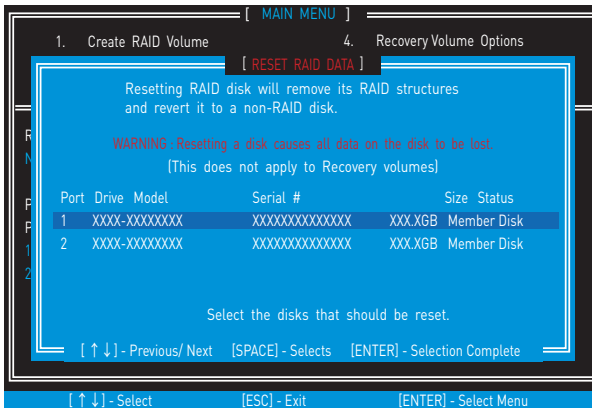 [ MAIN MENU ]
1. Create RAID Volume 4. Recovery Volume Options
[ RESET RAID DATA ]
Resetting RAID disk will remove its RAID structures
and revert it to a non-RAID disk.
R
WARNING : Resetting a disk causes all data on the disk to be lost.
N
(This does not apply to Recovery volumes)
P
Port Drive Model Serial # Size Status
P
1 XXXX-XXXXXXXX XXXXXXXXXXXXXX XXX.XGB Member Disk
1
2 XXXX-XXXXXXXX XXXXXXXXXXXXXX XXX.XGB Member Disk
2
Select the disks that should be reset.
[ ↑↓ ] - Previous/ Next [SPACE] - Selects [ENTER] - Selection Complete
[ ↑↓ ] - Select [ESC] - Exit [ENTER] - Select Menu